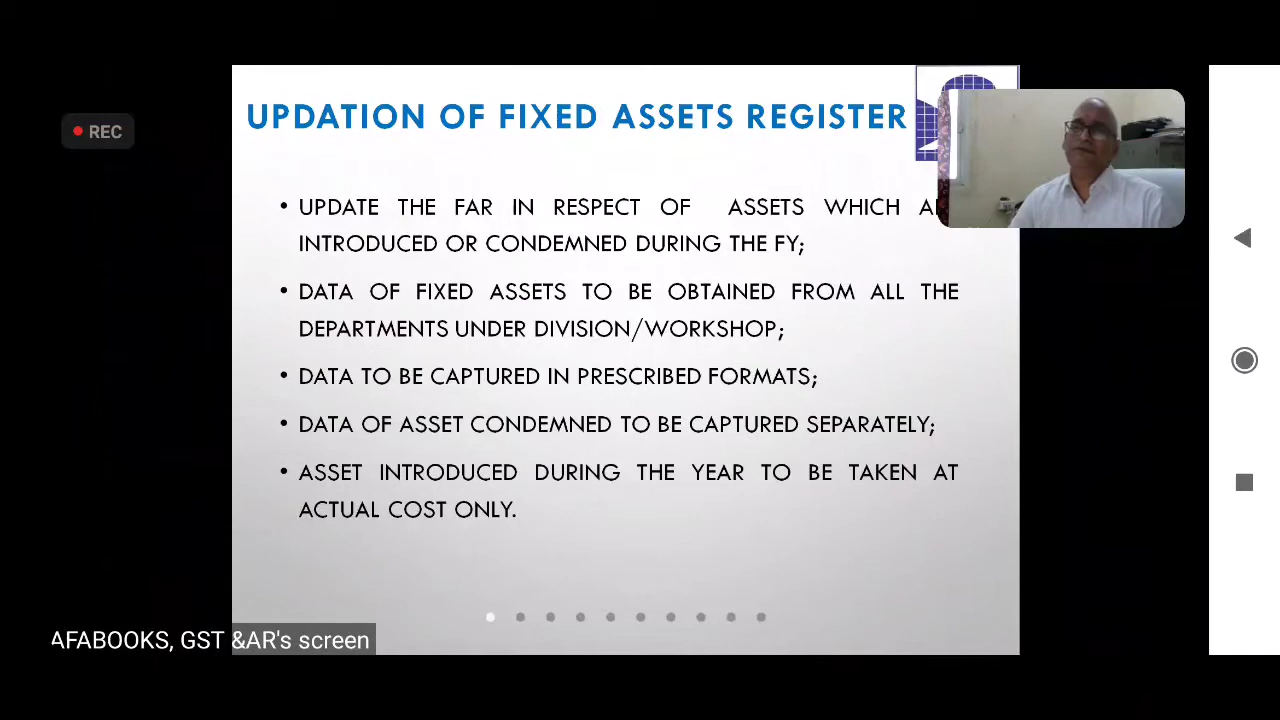 UPDATION OF FIXED ASSETS REGISTER
REC
• UPDATE THE FAR IN RESPECT OF ASSETS WHICH
INTRODUCED OR CONDEMNED DURING THE FY;
• DATA OF FIXED ASSETS TO BE OBTAINED FROM ALL THE
DEPARTMENTS UNDER DIVISION/WORKSHOP;
• DATA TO BE CAPTURED IN PRESCRIBED FORMATS;
• DATA OF ASSET CONDEMNED TO BE CAPTURED SEPARATELY;
• ASSET INTRODUCED DURING THE YEAR TO BE TAKEN AT
ACTUAL COST ONLY.
AFABOOKS, GST &AR's screen